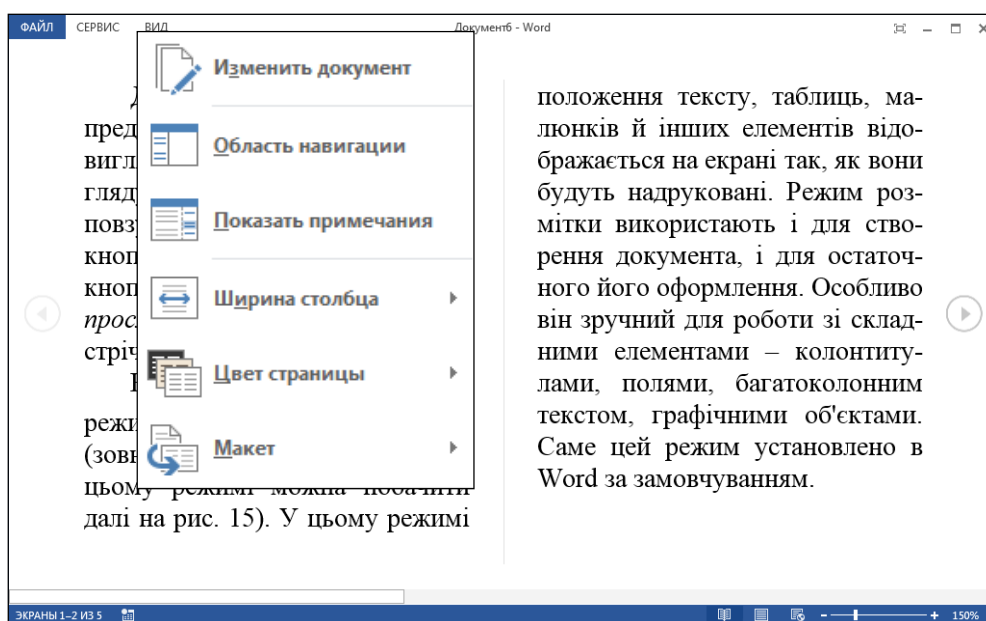 ФАЙЛ СЕРВИС ВИД Документ6 - Word
Изменить документ
Область навигации
Показать примечания
Ширина столбца
Цвет страницы
Макет
пред
вигл
гляд
повз
кноп
кноп
прос
стріч
режи
(зовн
цьому режимі можна побачити
далі на рис. 15). У цьому режимі
положення тексту, таблиць, ма-
люнків й інших елементів відо-
бражається на екрані так, як вони
будуть надруковані. Режим роз-
мітки використають і для ство-
рення документа, і для остаточ-
ного його оформлення. Особливо
він зручний для роботи зі склад-
ними елементами – колонтиту-
лами, полями, багатоколонним
текстом, графічними об'єктами.
Саме цей режим установлено в
Word за замовчуванням.
ЭКРАНЫ 1–2 ИЗ 5 150%